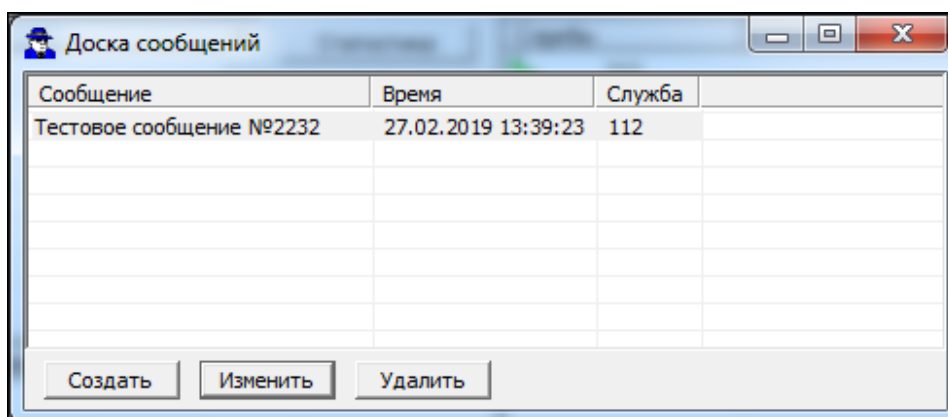 Доска сообщений
Сообщение Время Служба
Тестовое сообщение №2232 27.02.2019 13:39:23 112
Создать Изменить Удалить